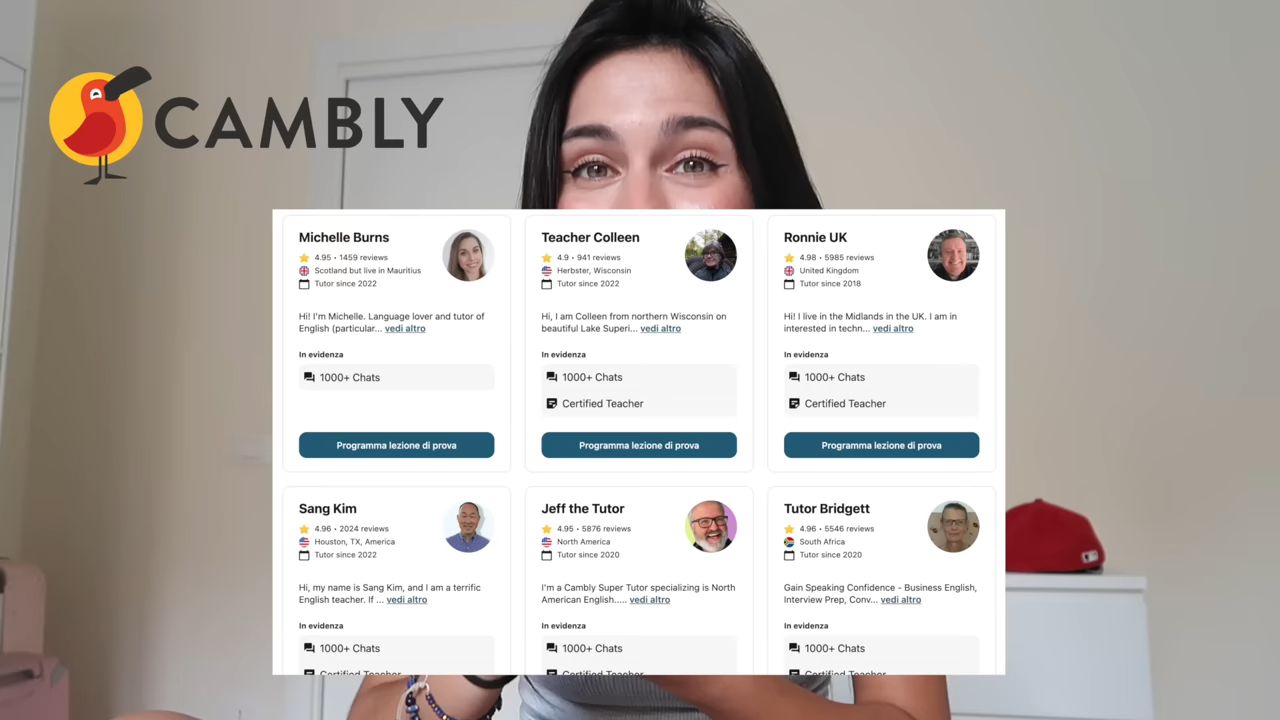 CAMBLY
Michelle Burns
4.95 • 1459 reviews
Scotland but live in Mauritius
Tutor since 2022
Hi! I'm Michelle. Language lover and tutor of
English (particular... vedi altro
In evidenza
1000+ Chats
Programma lezione di prova
Teacher Colleen
4.9 • 941 reviews
Herbster, Wisconsin
Tutor since 2022
Hi, I am Colleen from northern Wisconsin on
beautiful Lake Superi... vedi altro
In evidenza
1000+ Chats
Certified Teacher
Programma lezione di prova
Ronnie UK
4.98 • 5985 reviews
United Kingdom
Tutor since 2018
Hi! I live in the Midlands in the UK. I am in
interested in techn... vedi altro
In evidenza
1000+ Chats
Certified Teacher
Programma lezione di prova
Sang Kim
4.96 • 2024 reviews
Houston, TX, America
Tutor since 2022
Hi, my name is Sang Kim, and I am a terrific
English teacher. If ... vedi altro
In evidenza
1000+ Chats
Certified Teacher
Jeff the Tutor
4.95 • 5876 reviews
North America
Tutor since 2020
I'm a Cambly Super Tutor specializing is North
American English..... vedi altro
In evidenza
1000+ Chats
Certified Teacher
Tutor Bridgett
4.96 • 5546 reviews
South Africa
Tutor since 2020
Gain Speaking Confidence - Business English,
Interview Prep, Conv... vedi altro
In evidenza
1000+ Chats
Certified Teacher